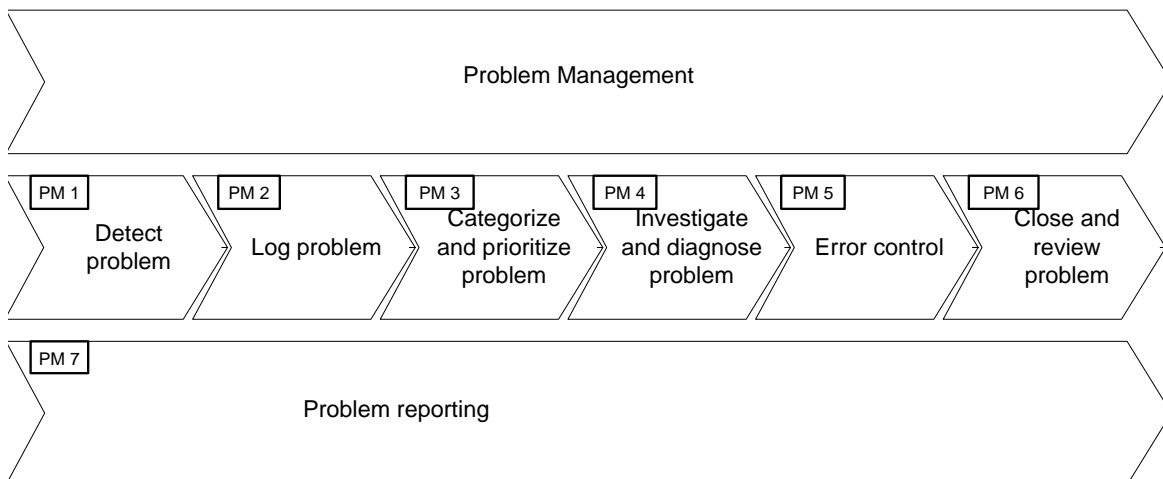 Problem Management
PM 1
Detect
problem
PM 2
Log problem
PM 3
Categorize
and prioritize
problem
PM 4
Investigate
and diagnose
problem
PM 5
Error control
PM 6
Close and
review
problem
PM 7
Problem reporting